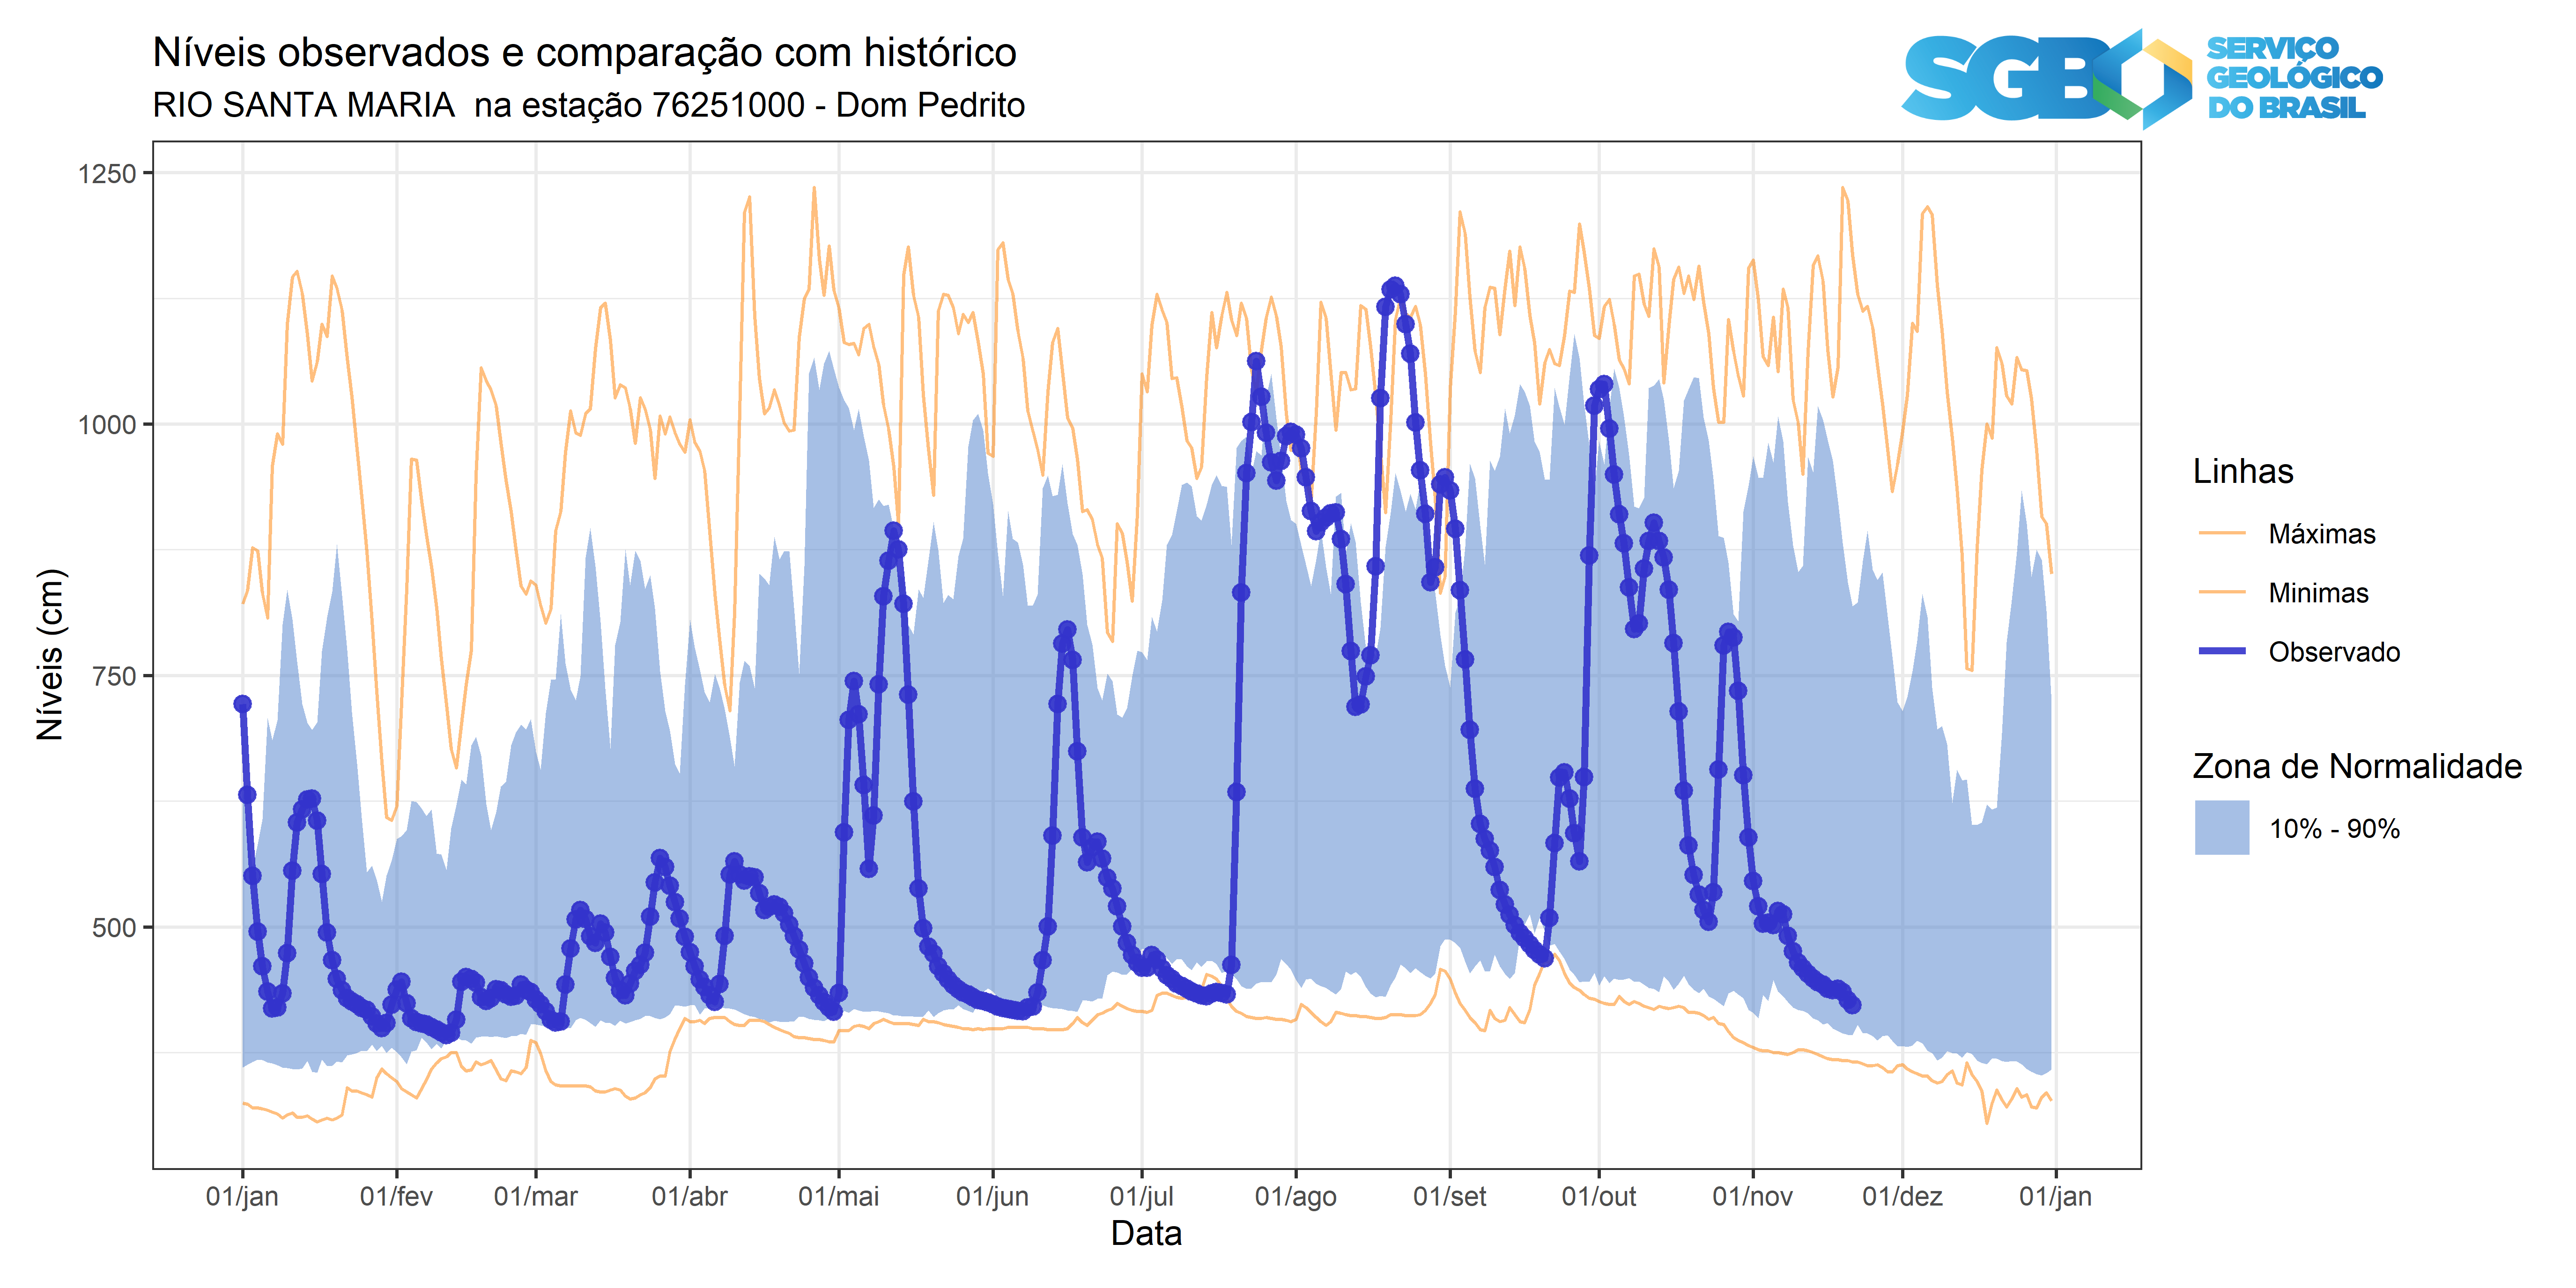 Níveis observados e comparação com histórico
RIO SANTA MARIA  na estação 76251000 - Dom Pedrito
SGB
SERVIÇO
GEOLÓGICO
DO BRASIL
Níveis (cm)
1250
1000
750
500
01/jan
01/fev
01/mar
01/abr
01/mai
01/jun
01/jul
01/ago
01/set
01/out
01/nov
01/dez
01/jan
Data
Linhas
Máximas
Minimas
Observado
Zona de Normalidade
10% - 90%